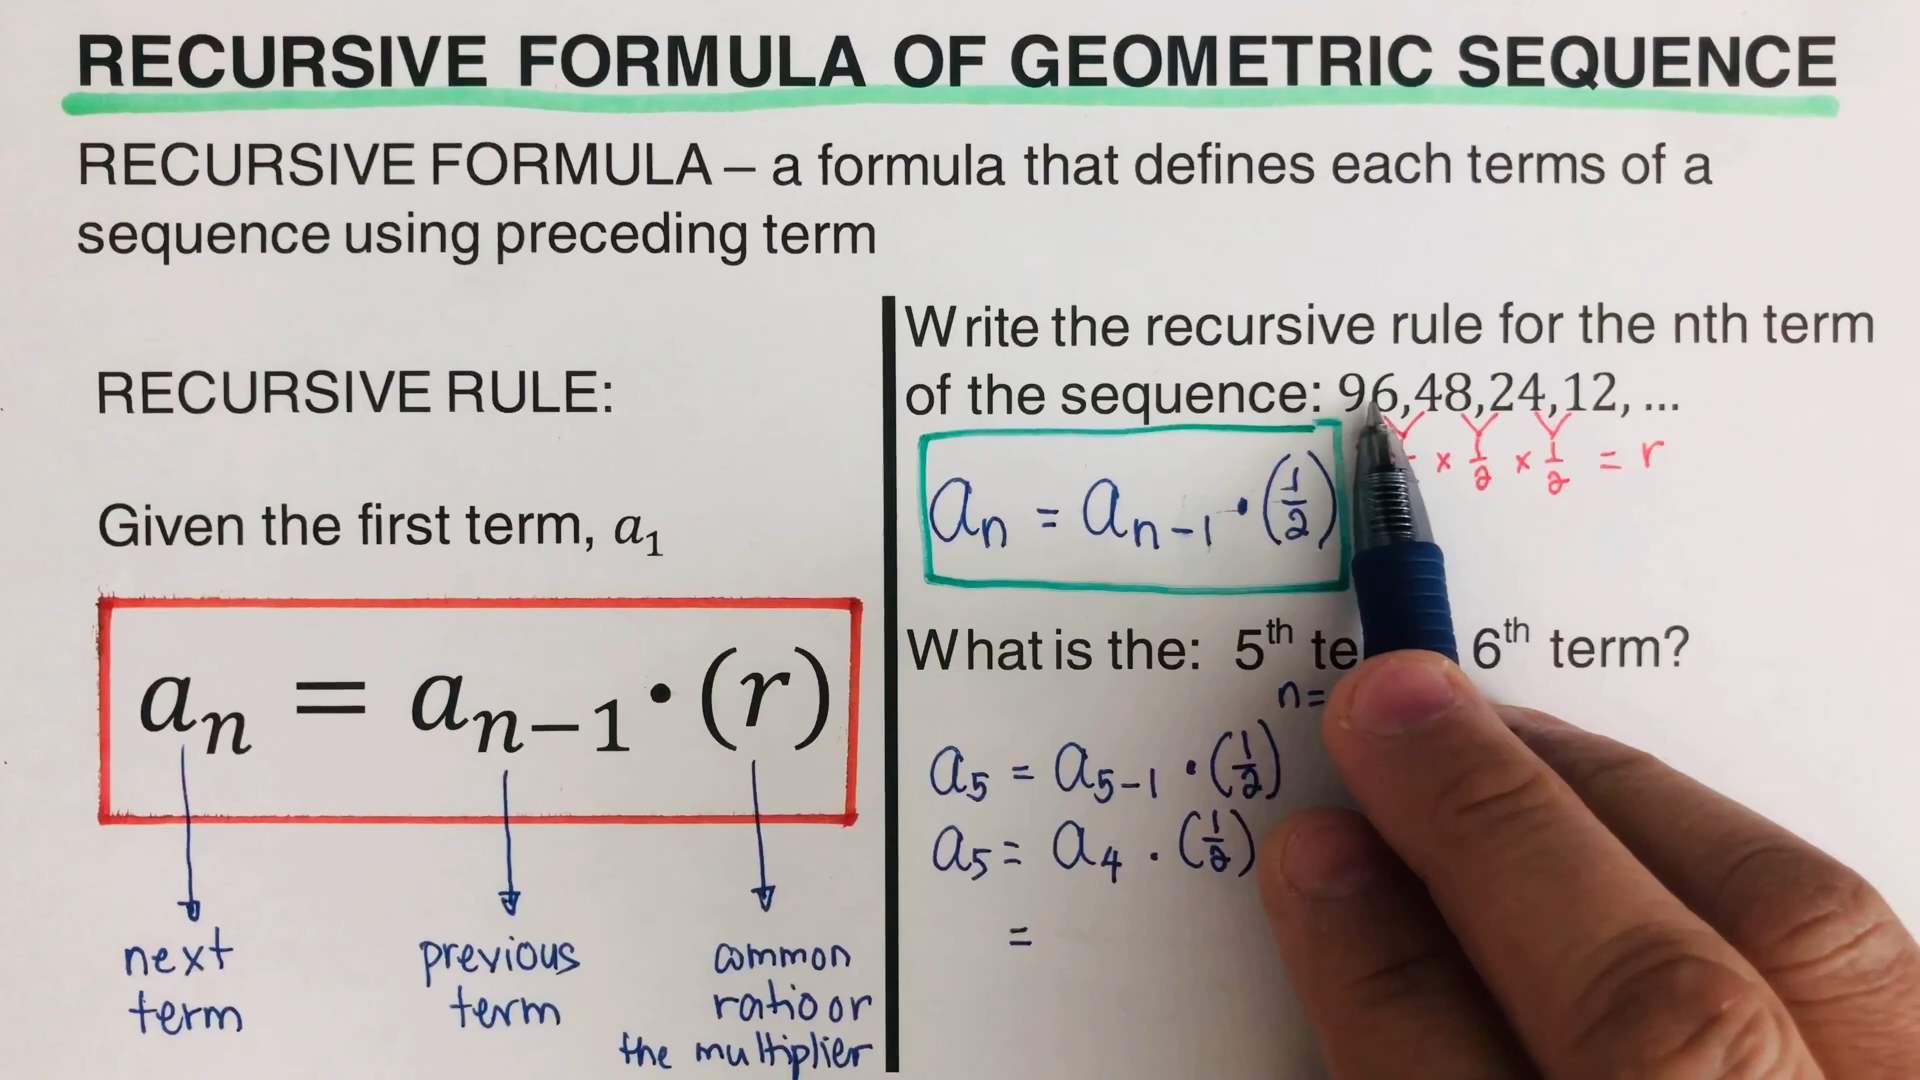 RECURSIVE FORMULA OF GEOMETRIC SEQUENCE
RECURSIVE FORMULA – a formula that defines each terms of a
sequence using preceding term
RECURSIVE RULE:
Given the first term, a₁
aₙ = aₙ₋₁ · (r)
next
term
previous
term
common
ratio or
the multiplier
Write the recursive rule for the nth term
of the sequence: 96,48,24,12, ...
× 1/2 × 1/2 = r
aₙ = aₙ₋₁ · (1/2)
What is the: 5th 6th term?
n=
a₅ = a₅₋₁ · (1/2)
a₅ = a₄ · (1/2)
=